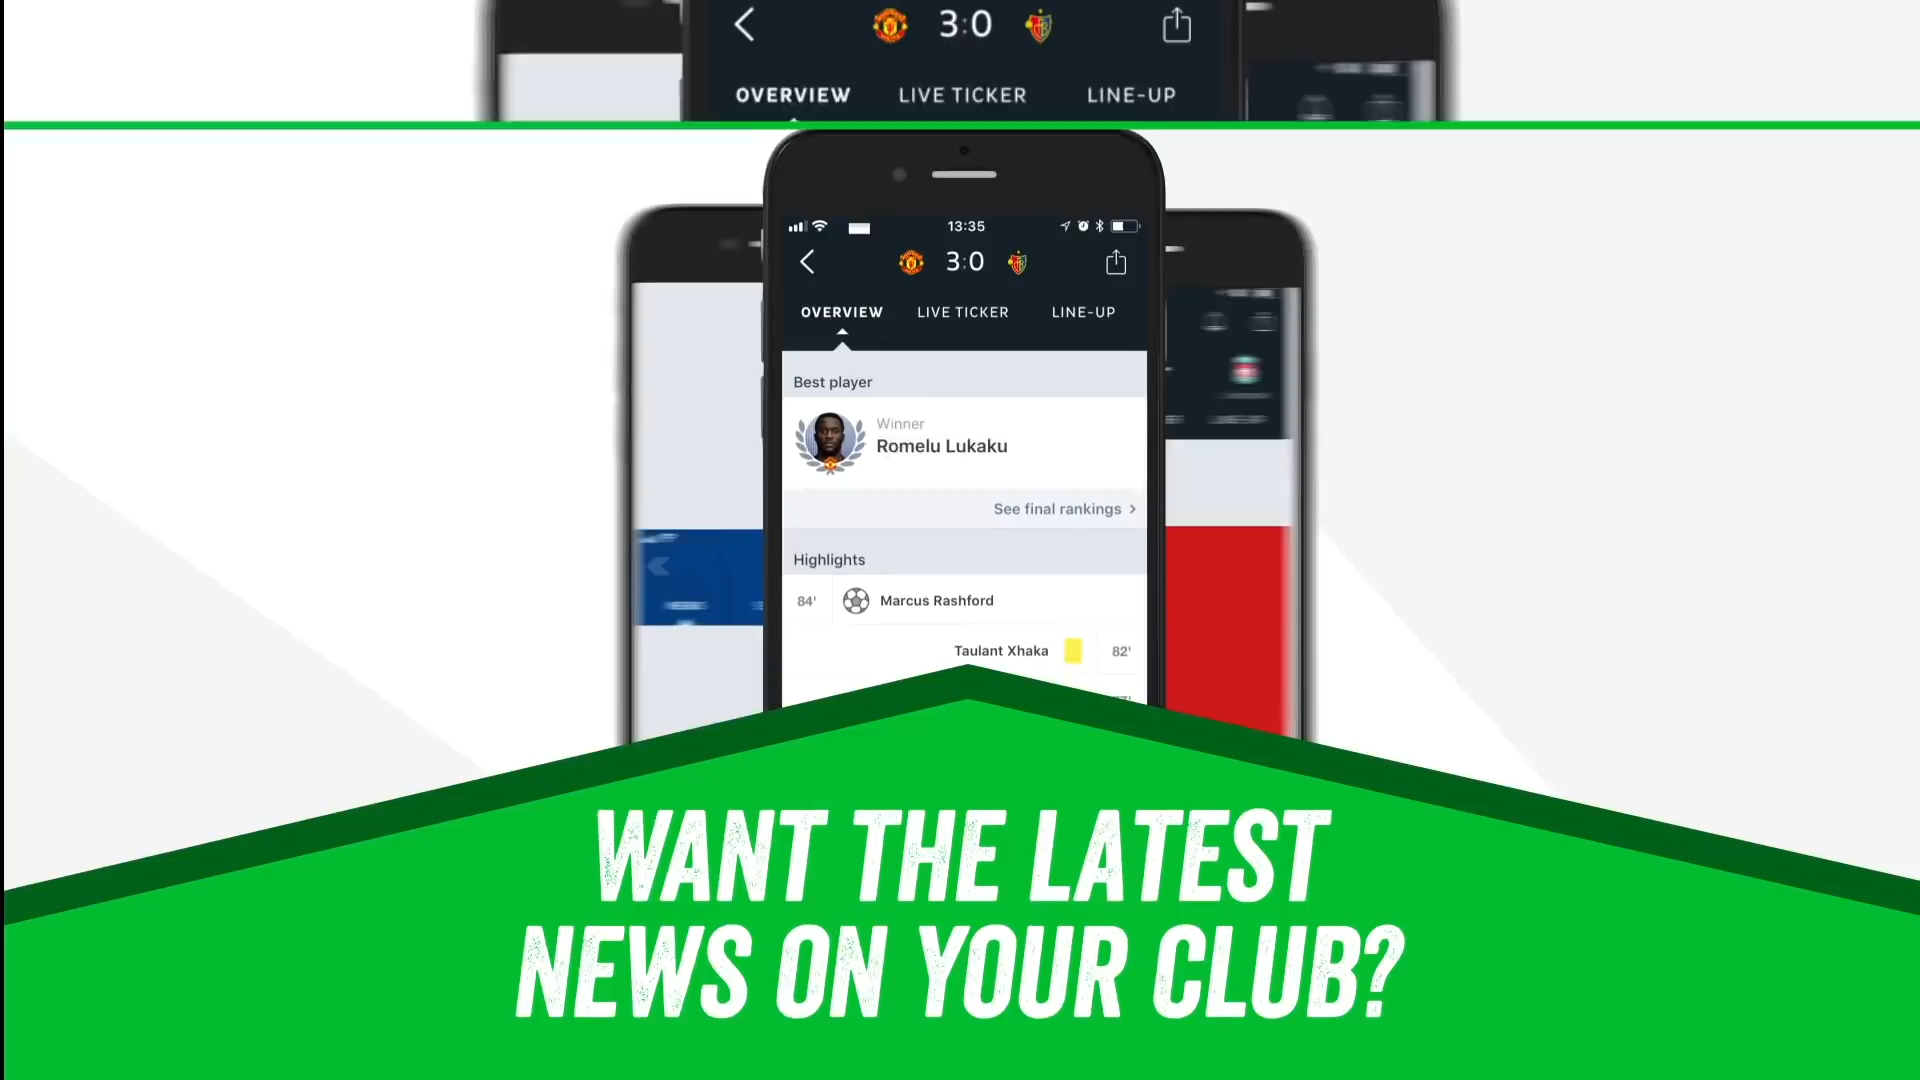 3:0
OVERVIEW LIVE TICKER LINE-UP
13:35
3:0
OVERVIEW LIVE TICKER LINE-UP
Best player
Winner
Romelu Lukaku
See final rankings >
Highlights
84' Marcus Rashford
Taulant Xhaka 82'
WANT THE LATEST
NEWS ON YOUR CLUB?